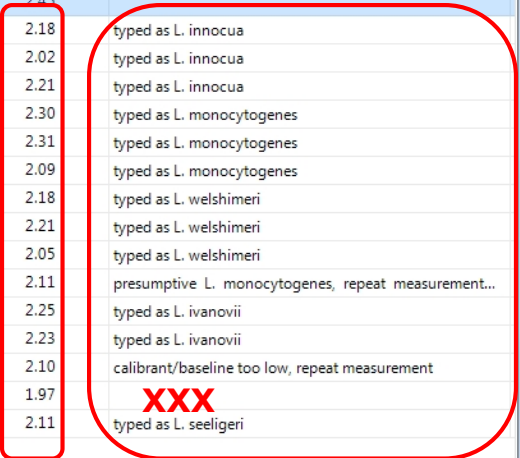 2.18 typed as L. innocua
2.02 typed as L. innocua
2.21 typed as L. innocua
2.30 typed as L. monocytogenes
2.31 typed as L. monocytogenes
2.09 typed as L. monocytogenes
2.18 typed as L. welshimeri
2.21 typed as L. welshimeri
2.05 typed as L. welshimeri
2.11 presumptive L. monocytogenes, repeat measurement...
2.25 typed as L. ivanovii
2.23 typed as L. ivanovii
2.10 calibrant/baseline too low, repeat measurement
1.97 XXX
2.11 typed as L. seeligeri